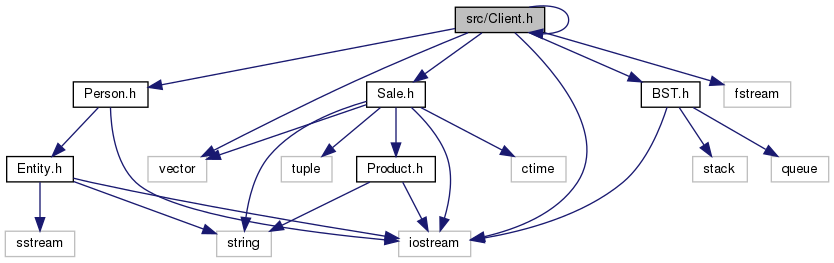 src/Client.h
Person.h
Sale.h
BST.h
fstream
Entity.h
vector
tuple
Product.h
ctime
stack
queue
sstream
string
iostream